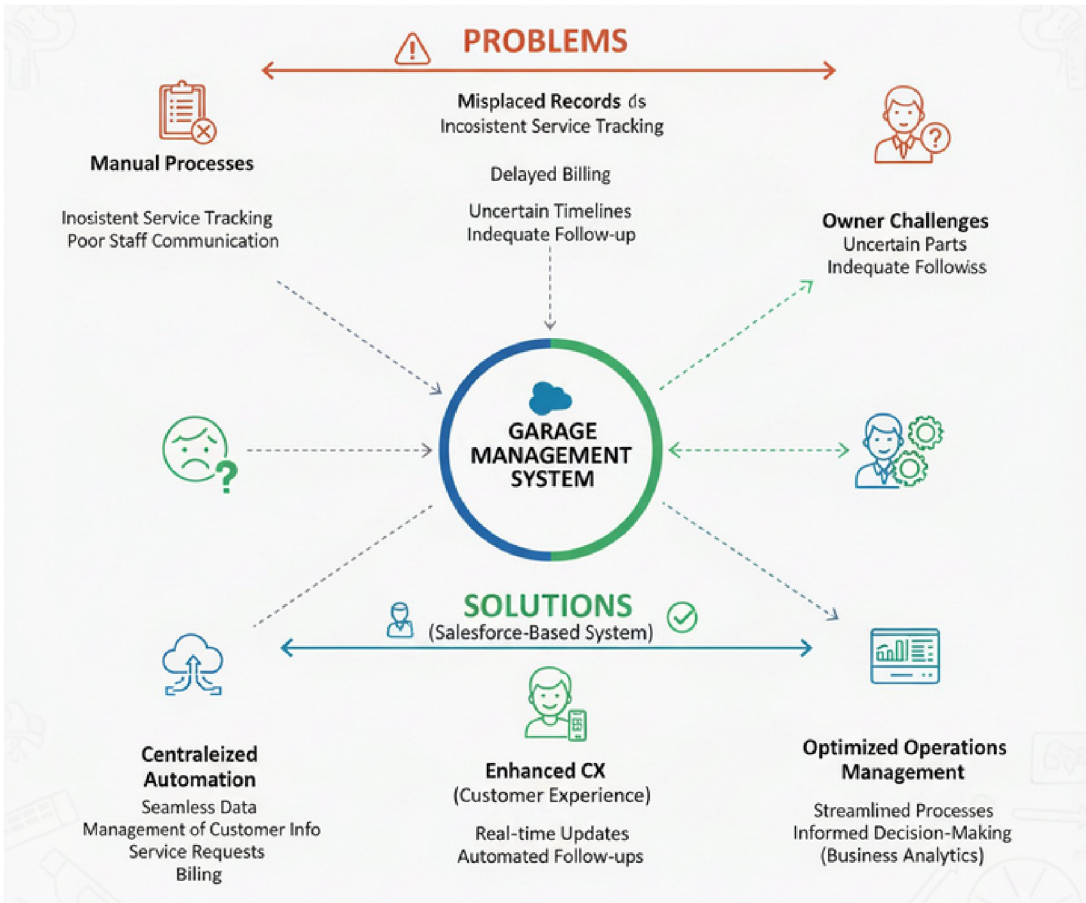 PROBLEMS
Misplaced Records ds
Incosistent Service Tracking
Delayed Billing
Uncertain Timelines
Indequate Follow-up
Manual Processes
Inosistent Service Tracking
Poor Staff Communication
Owner Challenges
Uncertain Parts
Indequate Followiss
GARAGE
MANAGEMENT
SYSTEM
SOLUTIONS
(Salesforce-Based System)
Centraleized
Automation
Seamless Data
Management of Customer Info
Service Requests
Biling
Enhanced CX
(Customer Experience)
Real-time Updates
Automated Follow-ups
Optimized Operations
Management
Streamlined Processes
Informed Decision-Making
(Business Analytics)